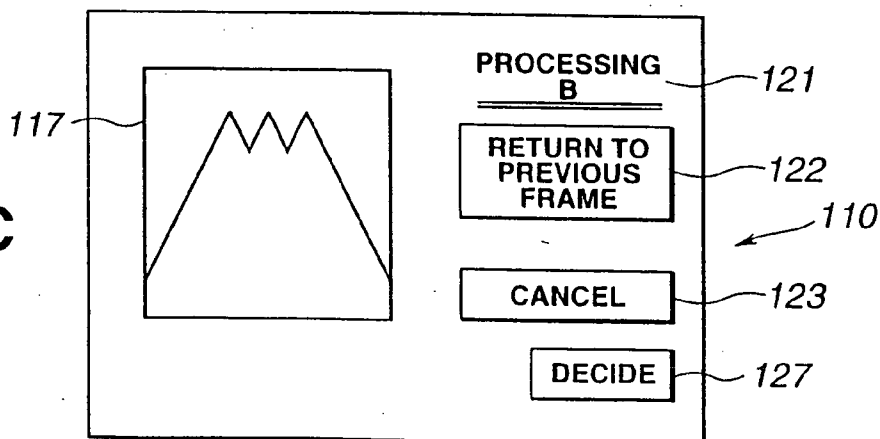 PROCESSING
B
121
117
RETURN TO
PREVIOUS
FRAME
122
C
110
CANCEL
123
DECIDE
127